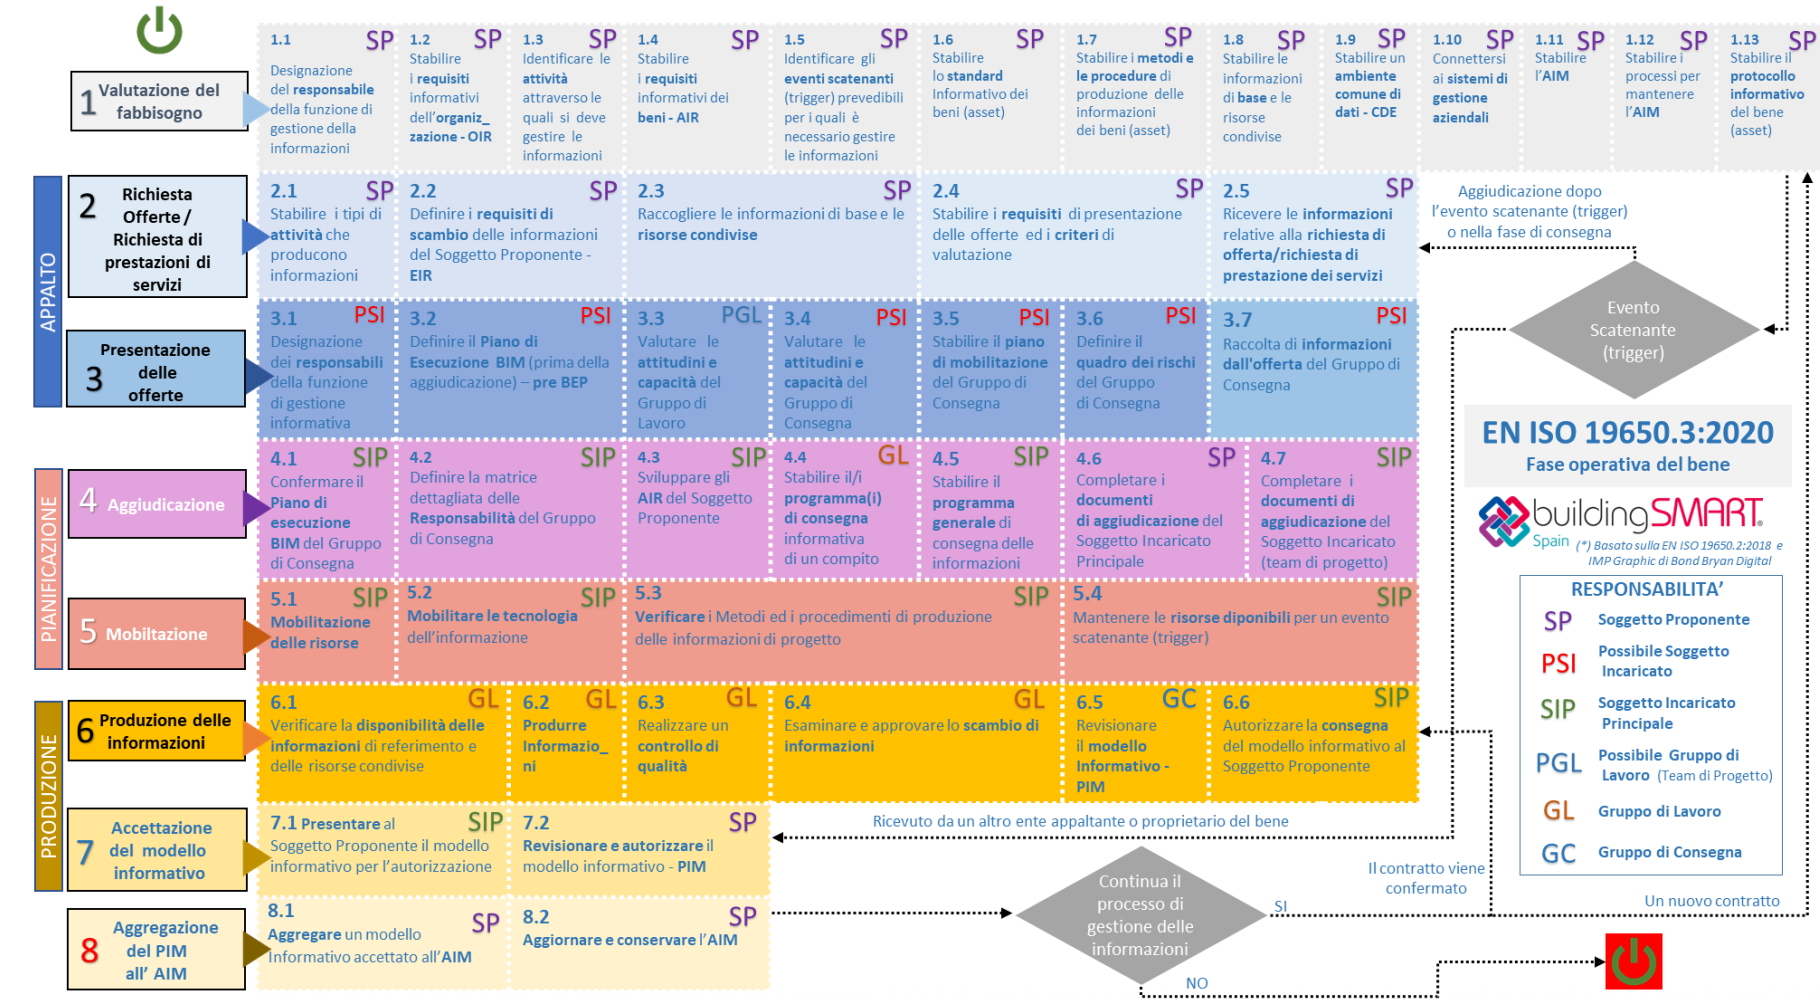 1 Valutazione del
fabbisogno
1.1 SP
Designazione
del responsabile
della funzione di
gestione della
informazioni
1.2 SP
Stabilire
i requisiti
informativi
dell'organiz_
zazione - OIR
1.3 SP
Identificare le
attività
attraverso le
quali si deve
gestire le
informazioni
1.4 SP
Stabilire
i requisiti
informativi dei
beni - AIR
1.5 SP
Identificare gli
eventi scatenanti
(trigger) prevedibili
per i quali è
necessario gestire
le informazioni
1.6 SP
Stabilire
lo standard
Informativo dei
beni (asset)
1.7 SP
Stabilire i metodi e
le procedure di
produzione delle
informazioni
dei beni (asset)
1.8 SP
Stabilire le
informazioni
di base e le
risorse
condivise
1.9 SP
Stabilire un
ambiente
comune di
dati - CDE
1.10 SP
Connettersi
ai sistemi di
gestione
aziendali
1.11 SP
Stabilire
l'AIM
1.12 SP
Stabilire i
processi per
mantenere
l'AIM
1.13 SP
Stabilire il
protocollo
informativo
del bene
(asset)
APPALTO
2 Richiesta
Offerte /
Richiesta di
prestazioni di
servizi
2.1 SP
Stabilire i tipi di
attività che
producono
informazioni
2.2 SP
Definire i requisiti di
scambio delle informazioni
del Soggetto Proponente -
EIR
2.3 SP
Raccogliere le informazioni di base e le
risorse condivise
2.4 SP
Stabilire i requisiti di presentazione
delle offerte ed i criteri di
valutazione
2.5 SP
Ricevere le informazioni
relative alla richiesta di
offerta/richiesta di
prestazione dei servizi
Aggiudicazione dopo
l'evento scatenante (trigger)
o nella fase di consegna
Evento
Scatenante
(trigger)
3 Presentazione
delle
offerte
3.1 PSI
Designazione
dei responsabili
della funzione
di gestione
informativa
3.2 PSI
Definire il Piano di
Esecuzione BIM (prima della
aggiudicazione) – pre BEP
3.3 PGL
Valutare le
attitudini e
capacità del
Gruppo di
Lavoro
3.4 PSI
Valutare le
attitudini e
capacità del
Gruppo di
Consegna
3.5 PSI
Stabilire il piano
di mobilitazione
del Gruppo di
Consegna
3.6 PSI
Definire il
quadro dei rischi
del Gruppo
di Consegna
3.7 PSI
Raccolta di informazioni
dall'offerta del Gruppo di
Consegna
EN ISO 19650.3:2020
Fase operativa del bene
buildingSMART®
Spain
(*) Basato sulla EN ISO 19650.2:2018 e
IMP Graphic di Bond Bryan Digital
PIANIFICAZIONE
4 Aggiudicazione
4.1 SIP
Confermare il
Piano di
esecuzione
BIM del Gruppo
di Consegna
4.2 SIP
Definire la matrice
dettagliata delle
Responsabilità del Gruppo
di Consegna
4.3 SIP
Sviluppare gli
AIR del Soggetto
Proponente
4.4 GL
Stabilire il/i
programma(i)
di consegna
informativa
di un compito
4.5 SIP
Stabilire il
programma
generale di
consegna delle
informazioni
4.6 SP
Completare i
documenti
di aggiudicazione del
Soggetto Incaricato
Principale
4.7 SIP
Completare i
documenti di
aggiudicazione del
Soggetto Incaricato
(team di progetto)
5 Mobiltazione
5.1 SIP
Mobilitazione
delle risorse
5.2 SIP
Mobilitare le tecnologia
dell'informazione
5.3 SIP
Verificare i Metodi ed i procedimenti di produzione
delle informazioni di progetto
5.4 SIP
Mantenere le risorse diponibili per un evento
scatenante (trigger)
RESPONSABILITA'
SP Soggetto Proponente
PSI Possibile Soggetto
Incaricato
SIP Soggetto Incaricato
Principale
PGL Possibile Gruppo di
Lavoro (Team di Progetto)
GL Gruppo di Lavoro
GC Gruppo di Consegna
PRODUZIONE
6 Produzione delle
informazioni
6.1 GL
Verificare la disponibilità delle
informazioni di referimento e
delle risorse condivise
6.2 GL
Produrre
Informazio_
ni
6.3 GL
Realizzare un
controllo di
qualità
6.4 GL
Esaminare e approvare lo scambio di
informazioni
6.5 GC
Revisionare
il modello
Informativo -
PIM
6.6 SIP
Autorizzare la consegna
del modello informativo al
Soggetto Proponente
7 Accettazione
del modello
informativo
7.1 Presentare al SIP
Soggetto Proponente il modello
informativo per l'autorizzazione
7.2 SP
Revisionare e autorizzare il
modello informativo - PIM
Ricevuto da un altro ente appaltante o proprietario del bene
8 Aggregazione
del PIM
all' AIM
8.1 SP
Aggregare un modello
Informativo accettato all'AIM
8.2 SP
Aggiornare e conservare l'AIM
Continua il
processo di
gestione delle
informazioni
SI
Il contratto viene
confermato
Un nuovo contratto
NO